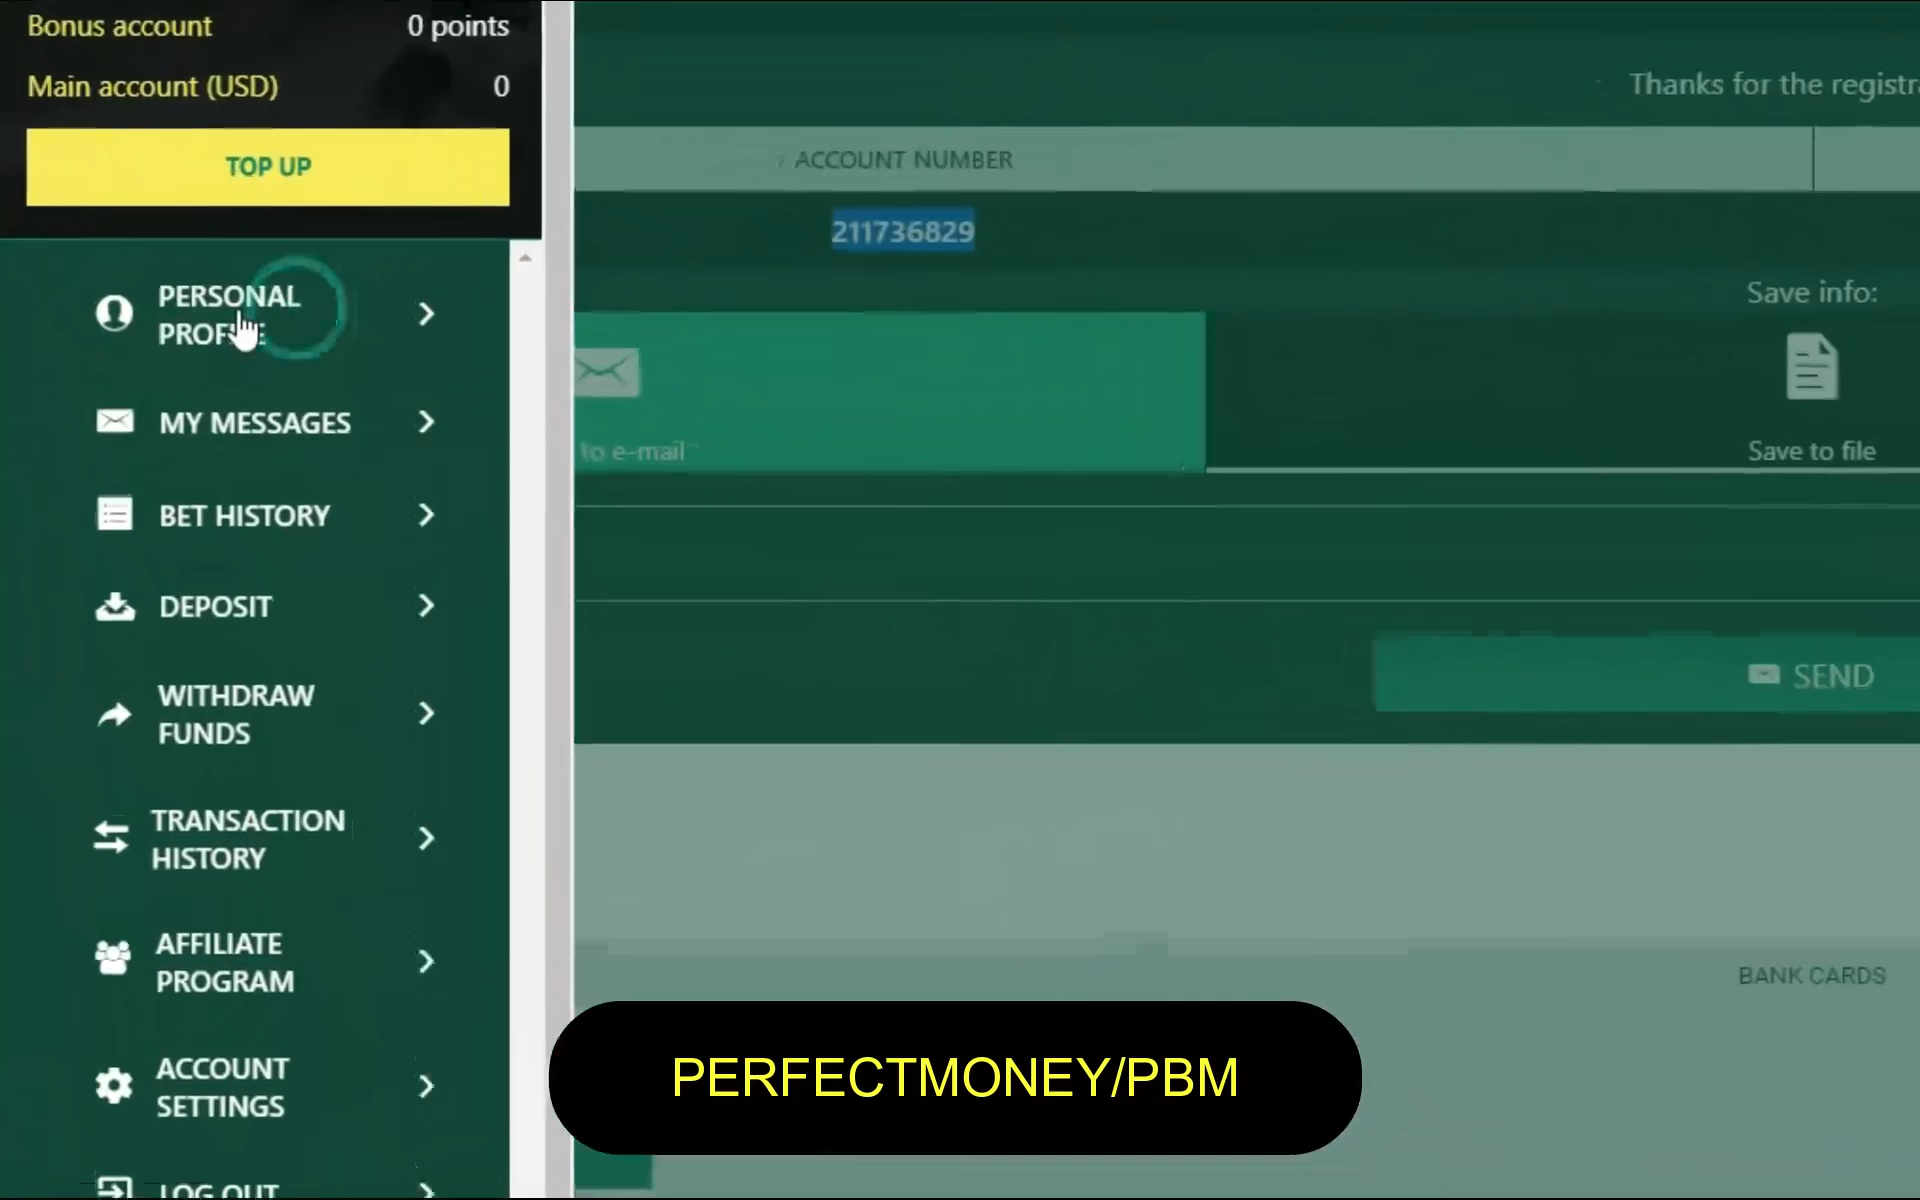 Bonus account 0 points
Main account (USD) 0
TOP UP
PERSONAL
MY MESSAGES
BET HISTORY
DEPOSIT
WITHDRAW
FUNDS
TRANSACTION
HISTORY
AFFILIATE
PROGRAM
ACCOUNT
SETTINGS
LOG OUT
Thanks for the
ACCOUNT NUMBER
211736829
to e-mail
Save info:
Save to file
SEND
BANK CARDS
PERFECTMONEY/PBM